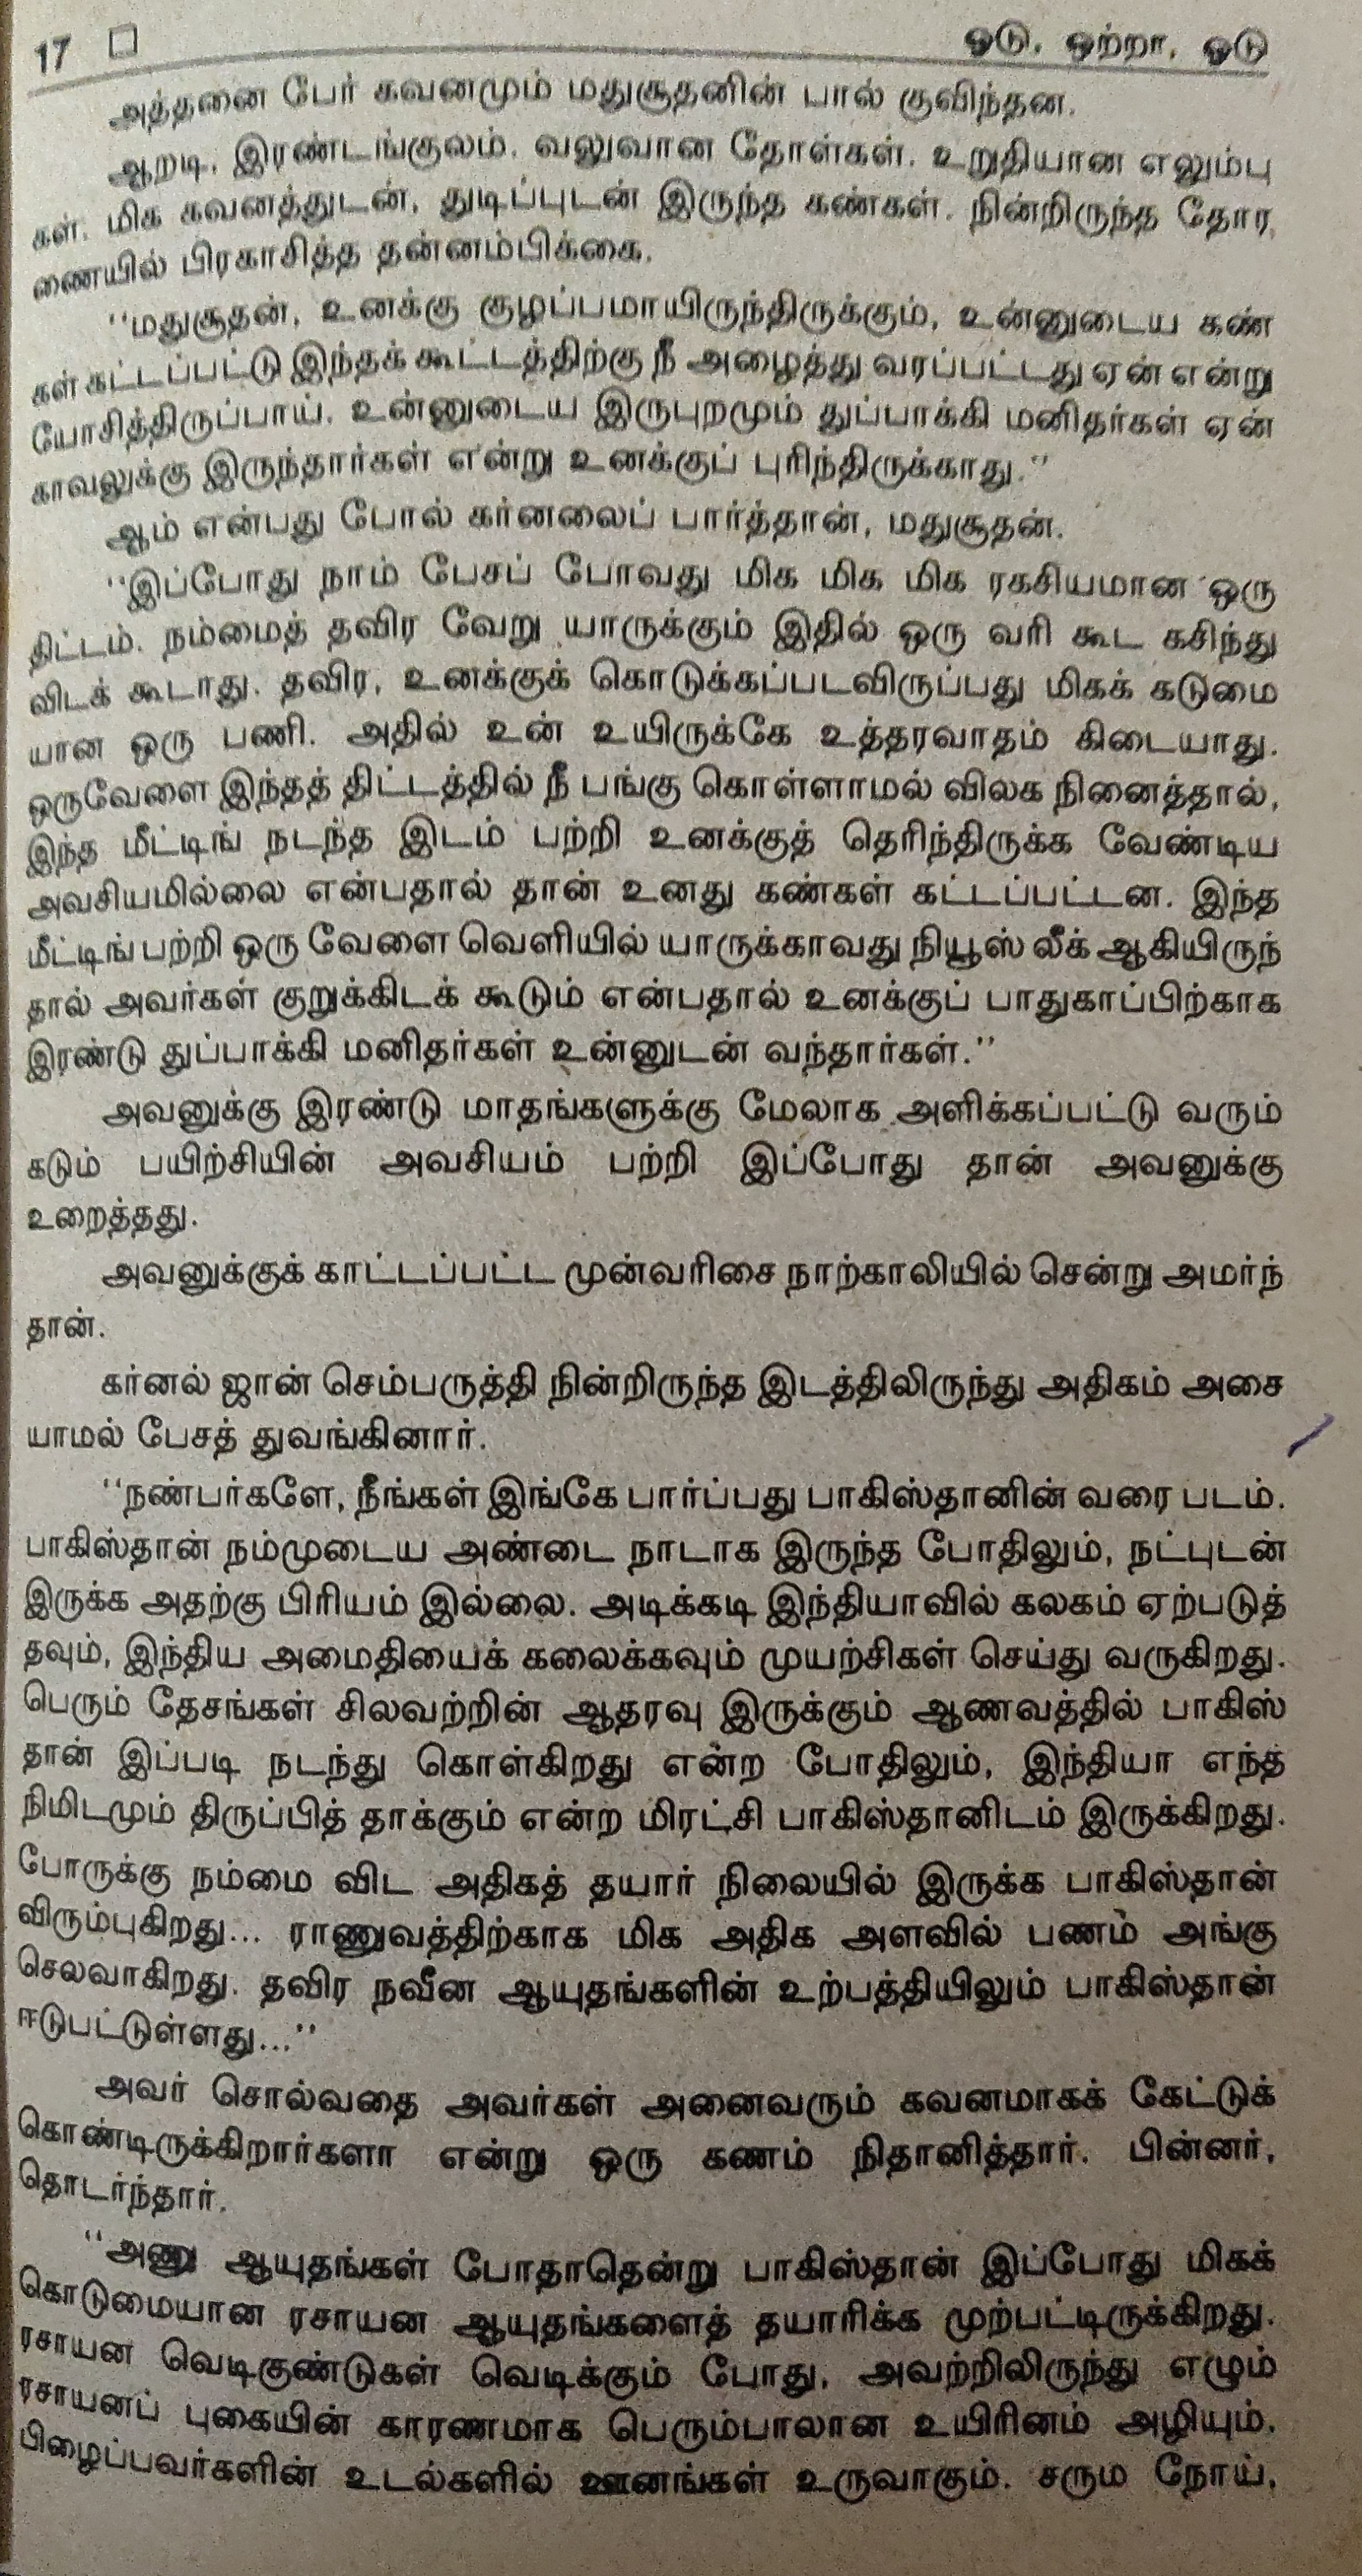 17 □ ஓடு, ஒற்றா, ஓடு
அத்தனை பேர் கவனமும் மதுசூதனின் பால் குவிந்தன.
ஆறடி, இரண்டங்குலம். வலுவான தோள்கள். உறுதியான எலும்பு
கள். மிக கவனத்துடன், துடிப்புடன் இருந்த கண்கள். நின்றிருந்த தோர
ணையில் பிரகாசித்த தன்னம்பிக்கை.
‘‘மதுசூதன், உனக்கு குழப்பமாயிருந்திருக்கும், உன்னுடைய கண்
கள் கட்டப்பட்டு இந்தக் கூட்டத்திற்கு நீ அழைத்து வரப்பட்டது ஏன் என்று
யோசித்திருப்பாய். உன்னுடைய இருபுறமும் துப்பாக்கி மனிதர்கள் ஏன்
காவலுக்கு இருந்தார்கள் என்று உனக்குப் புரிந்திருக்காது.’’
ஆம் என்பது போல் கர்னலைப் பார்த்தான், மதுசூதன்.
‘‘இப்போது நாம் பேசப் போவது மிக மிக மிக ரகசியமான ஒரு
திட்டம். நம்மைத் தவிர வேறு யாருக்கும் இதில் ஒரு வரி கூட கசிந்து
விடக் கூடாது. தவிர, உனக்குக் கொடுக்கப்படவிருப்பது மிகக் கடுமை
யான ஒரு பணி. அதில் உன் உயிருக்கே உத்தரவாதம் கிடையாது.
ஒருவேளை இந்தத் திட்டத்தில் நீ பங்கு கொள்ளாமல் விலக நினைத்தால்,
இந்த மீட்டிங் நடந்த இடம் பற்றி உனக்குத் தெரிந்திருக்க வேண்டிய
அவசியமில்லை என்பதால் தான் உனது கண்கள் கட்டப்பட்டன. இந்த
மீட்டிங் பற்றி ஒரு வேளை வெளியில் யாருக்காவது நியூஸ் லீக் ஆகியிருந்
தால் அவர்கள் குறுக்கிடக் கூடும் என்பதால் உனக்குப் பாதுகாப்பிற்காக
இரண்டு துப்பாக்கி மனிதர்கள் உன்னுடன் வந்தார்கள்.’’
அவனுக்கு இரண்டு மாதங்களுக்கு மேலாக அளிக்கப்பட்டு வரும்
கடும் பயிற்சியின் அவசியம் பற்றி இப்போது தான் அவனுக்கு
உறைத்தது.
அவனுக்குக் காட்டப்பட்ட முன்வரிசை நாற்காலியில் சென்று அமர்ந்
தான்.
கர்னல் ஜான் செம்பருத்தி நின்றிருந்த இடத்திலிருந்து அதிகம் அசை
யாமல் பேசத் துவங்கினார்.
‘‘நண்பர்களே, நீங்கள் இங்கே பார்ப்பது பாகிஸ்தானின் வரை படம்.
பாகிஸ்தான் நம்முடைய அண்டை நாடாக இருந்த போதிலும், நட்புடன்
இருக்க அதற்கு பிரியம் இல்லை. அடிக்கடி இந்தியாவில் கலகம் ஏற்படுத்
தவும், இந்திய அமைதியைக் கலைக்கவும் முயற்சிகள் செய்து வருகிறது.
பெரும் தேசங்கள் சிலவற்றின் ஆதரவு இருக்கும் ஆணவத்தில் பாகிஸ்
தான் இப்படி நடந்து கொள்கிறது என்ற போதிலும், இந்தியா எந்த
நிமிடமும் திருப்பித் தாக்கும் என்ற மிரட்சி பாகிஸ்தானிடம் இருக்கிறது.
போருக்கு நம்மை விட அதிகத் தயார் நிலையில் இருக்க பாகிஸ்தான்
விரும்புகிறது... ராணுவத்திற்காக மிக அதிக அளவில் பணம் அங்கு
செலவாகிறது. தவிர நவீன ஆயுதங்களின் உற்பத்தியிலும் பாகிஸ்தான்
ஈடுபட்டுள்ளது...’’
அவர் சொல்வதை அவர்கள் அனைவரும் கவனமாகக் கேட்டுக்
கொண்டிருக்கிறார்களா என்று ஒரு கணம் நிதானித்தார். பின்னர்,
தொடர்ந்தார்.
‘‘அணு ஆயுதங்கள் போதாதென்று பாகிஸ்தான் இப்போது மிகக்
கொடுமையான ரசாயன ஆயுதங்களைத் தயாரிக்க முற்பட்டிருக்கிறது.
ரசாயன வெடிகுண்டுகள் வெடிக்கும் போது, அவற்றிலிருந்து எழும்
ரசாயனப் புகையின் காரணமாக பெரும்பாலான உயிரினம் அழியும்.
பிழைப்பவர்களின் உடல்களில் ஊனங்கள் உருவாகும். சரும நோய்,